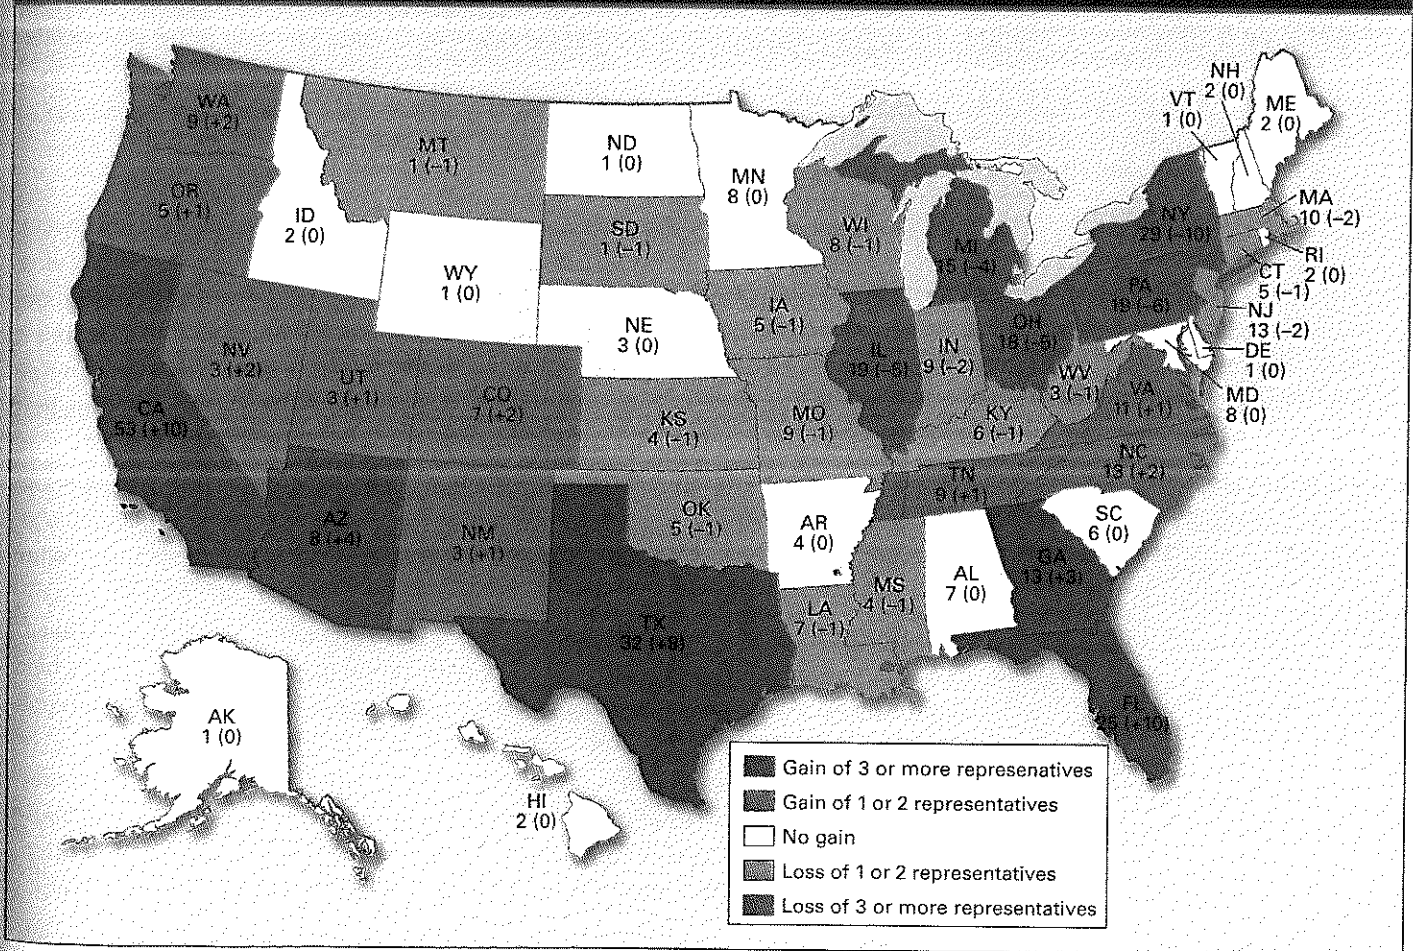 WA
9 (+2)
MT
1 (–1)
ND
1 (0)
MN
8 (0)
NH
2 (0)
VT
1 (0)
ME
2 (0)
OR
5 (+1)
ID
2 (0)
SD
1 (–1)
WI
8 (–1)
MI
15 (–4)
NY
29 (–10)
MA
10 (–2)
RI
2 (0)
CT
5 (–1)
WY
1 (0)
NE
3 (0)
IA
5 (–1)
PA
19 (–6)
NJ
13 (–2)
DE
1 (0)
MD
8 (0)
NV
3 (+2)
UT
3 (+1)
CO
7 (+2)
IL
IN
9 (–2)
OH
18 (–5)
WV
3 (–1)
VA
11 (+1)
CA
53 (+10)
KS
4 (–1)
MO
9 (–1)
KY
6 (–1)
NC
13 (+2)
TN
9 (+1)
AZ
8 (+4)
NM
3 (+1)
OK
5 (–1)
AR
4 (0)
SC
6 (0)
GA
13 (+3)
MS
4 (–1)
AL
7 (0)
LA
7 (–1)
TX
32 (+8)
FL
25 (+10)
AK
1 (0)
HI
2 (0)
Gain of 3 or more represenatives
Gain of 1 or 2 representatives
No gain
Loss of 1 or 2 representatives
Loss of 3 or more representatives